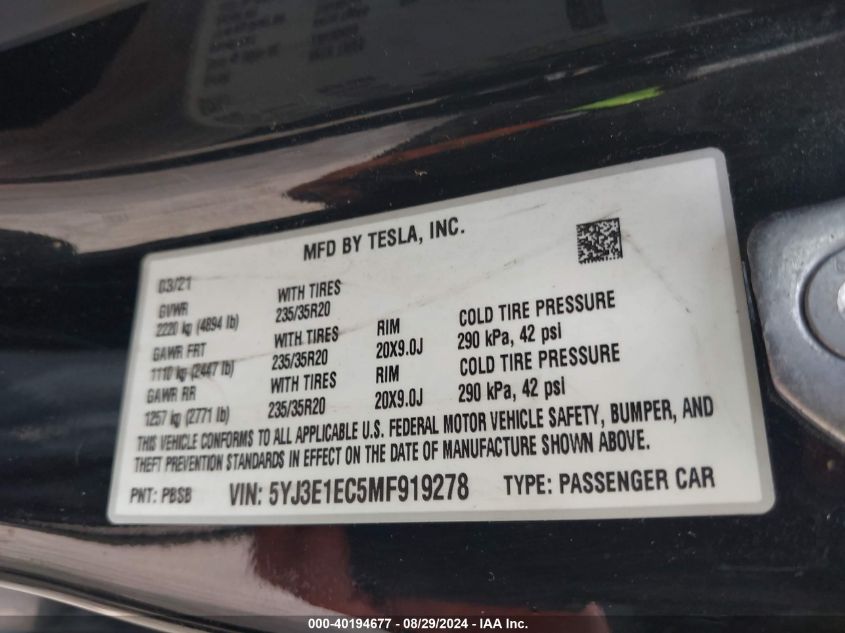 MFD BY TESLA, INC.
03/21
GVWR WITH TIRES
2220 kg (4894 lb) 235/35R20
GAWR FRT WITH TIRES RIM COLD TIRE PRESSURE
1110 kg (2447 lb) 235/35R20 20X9.0J 290 kPa, 42 psi
GAWR RR WITH TIRES RIM COLD TIRE PRESSURE
1257 kg (2771 lb) 235/35R20 20X9.0J 290 kPa, 42 psi
THIS VEHICLE CONFORMS TO ALL APPLICABLE U.S. FEDERAL MOTOR VEHICLE SAFETY, BUMPER, AND
THEFT PREVENTION STANDARDS IN EFFECT ON THE DATE OF MANUFACTURE SHOWN ABOVE.
PNT: PBSB VIN: 5YJ3E1EC5MF919278 TYPE: PASSENGER CAR
000-40194677 - 08/29/2024 - IAA Inc.